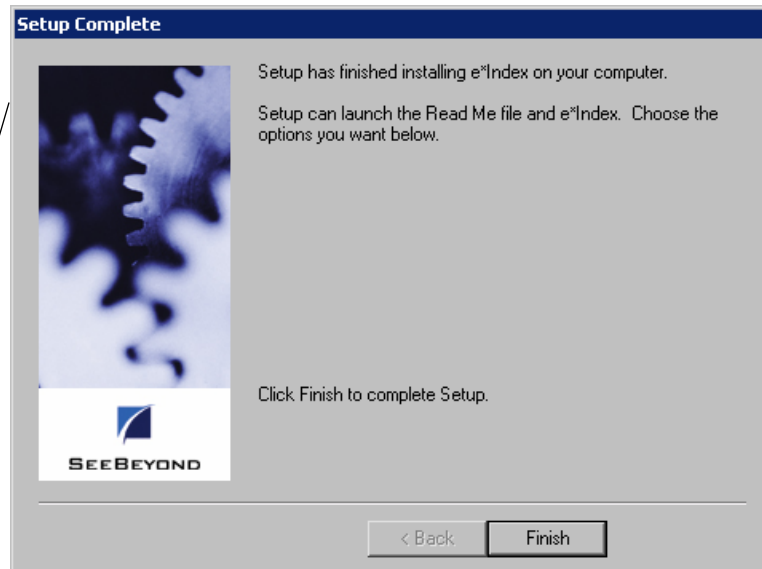 Setup Complete
Setup has finished installing e*Index on your computer.
Setup can launch the Read Me file and e*Index. Choose the
options you want below.
Click Finish to complete Setup.
SEEBEYOND
< Back
Finish